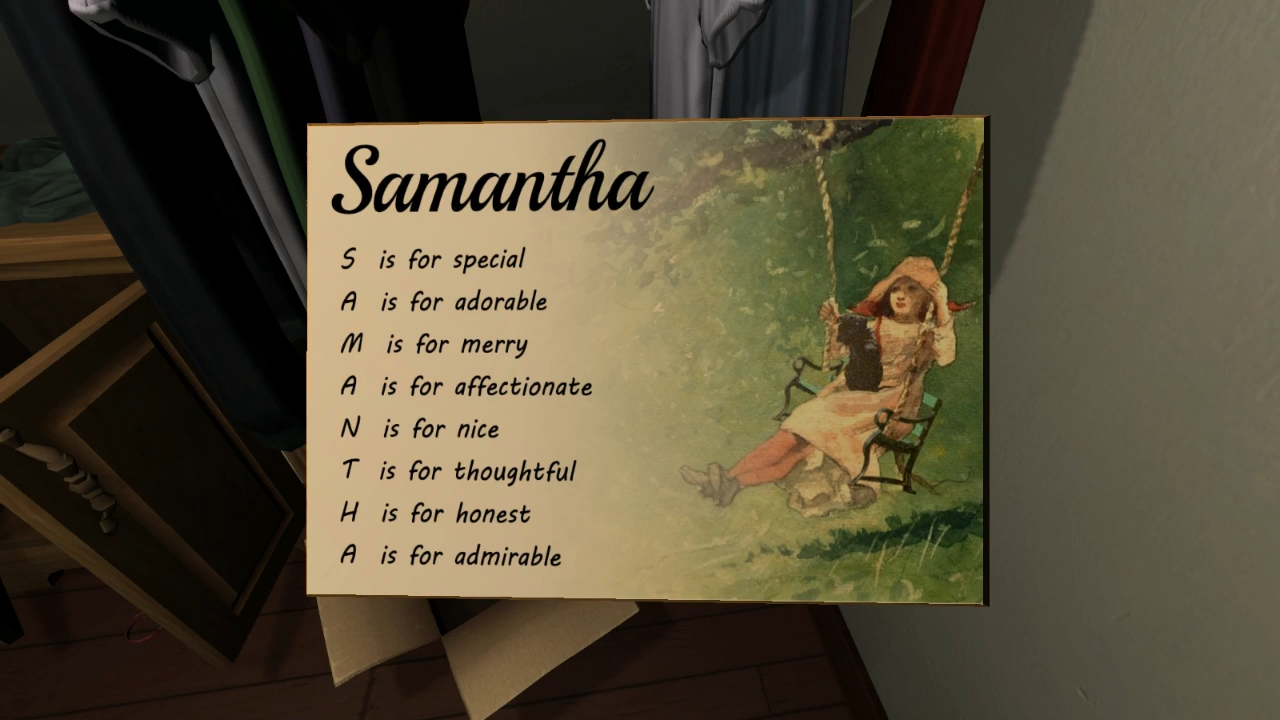 Samantha
S is for special
A is for adorable
M is for merry
A is for affectionate
N is for nice
T is for thoughtful
H is for honest
A is for admirable